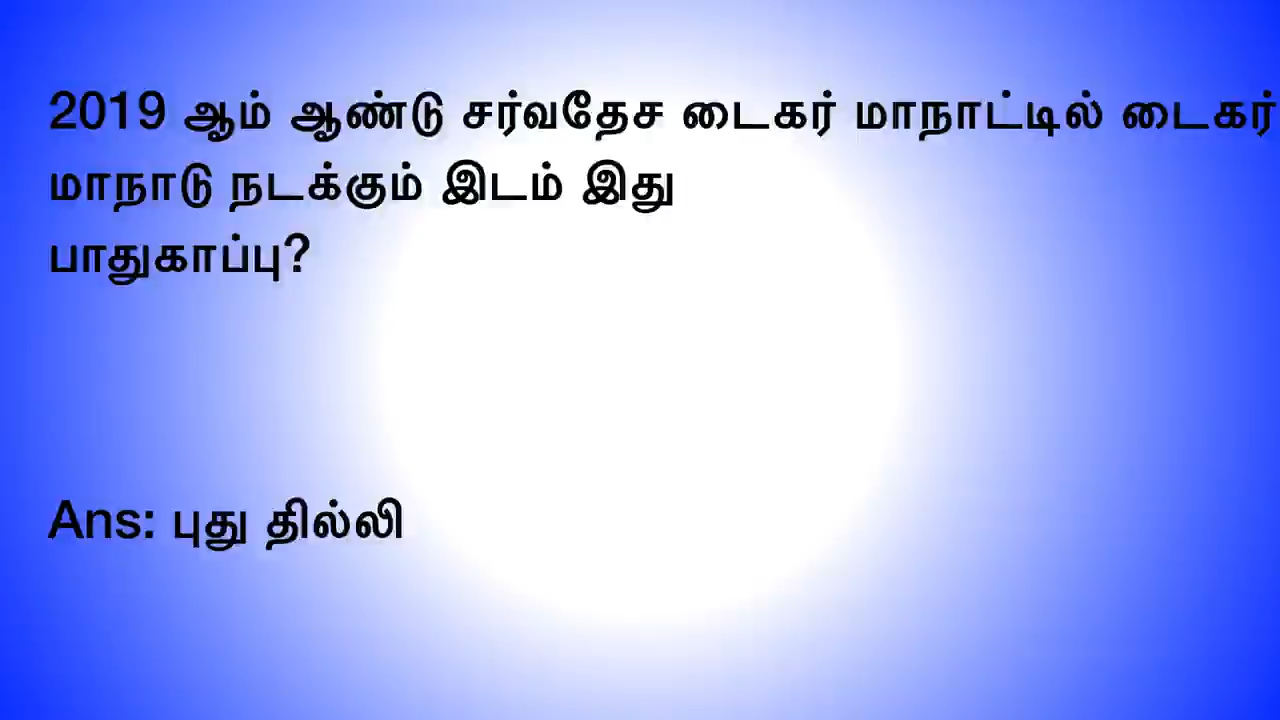 2019 ஆம் ஆண்டு சர்வதேச டைகர் மாநாட்டில் டைகர்
மாநாடு நடக்கும் இடம் இது
பாதுகாப்பு?
Ans: புது தில்லி